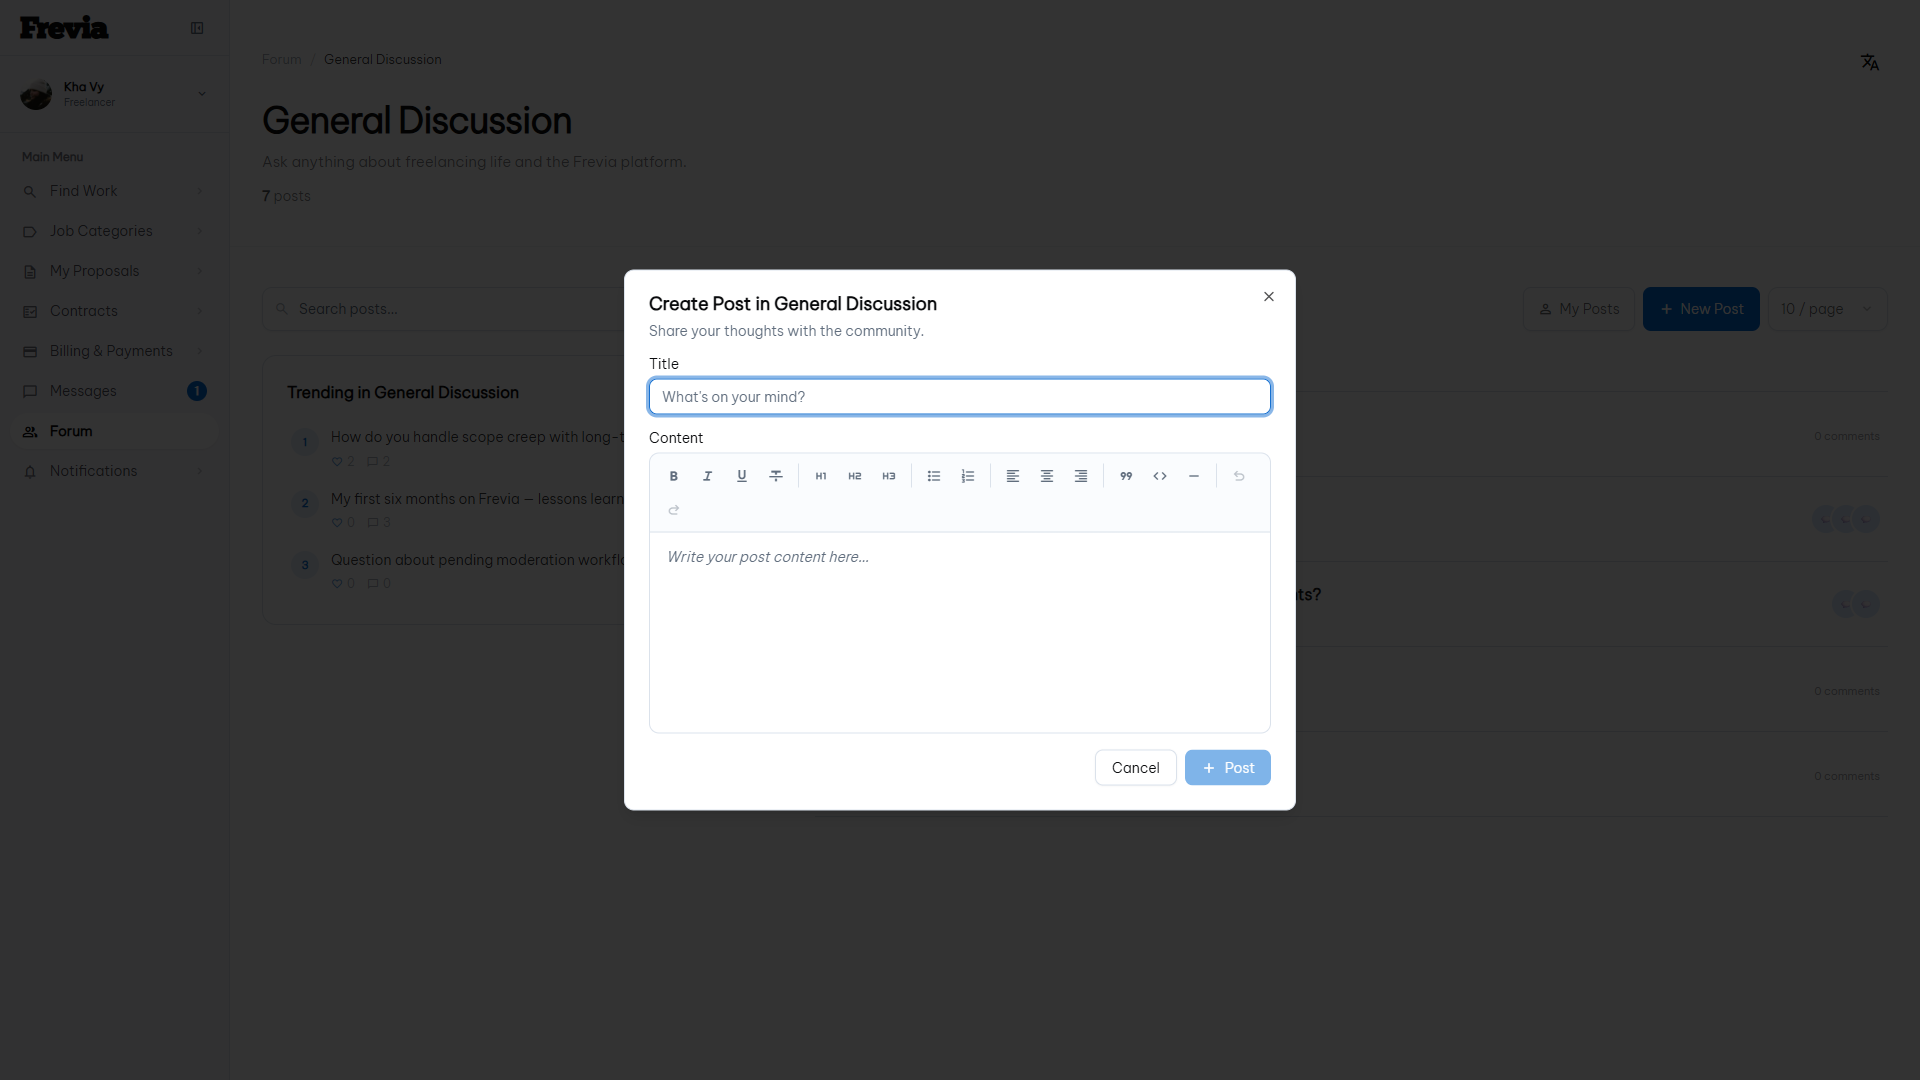 Frevia
Kha Vy
Freelancer
Main Menu
Find Work
Job Categories
My Proposals
Contracts
Billing & Payments
Messages
1
Forum
Notifications
Forum / General Discussion
General Discussion
Ask anything about freelancing life and the Frevia platform.
7 posts
Search posts...
My Posts
+ New Post
10 / page
Trending in General Discussion
1
How do you handle scope creep with long-t
2 2
2
My first six months on Frevia — lessons learn
0 3
3
Question about pending moderation workfl
0 0
0 comments
nts?
0 comments
0 comments
Create Post in General Discussion
Share your thoughts with the community.
Title
What's on your mind?
Content
B I U T H1 H2 H3 99 <>
Write your post content here...
Cancel
+ Post